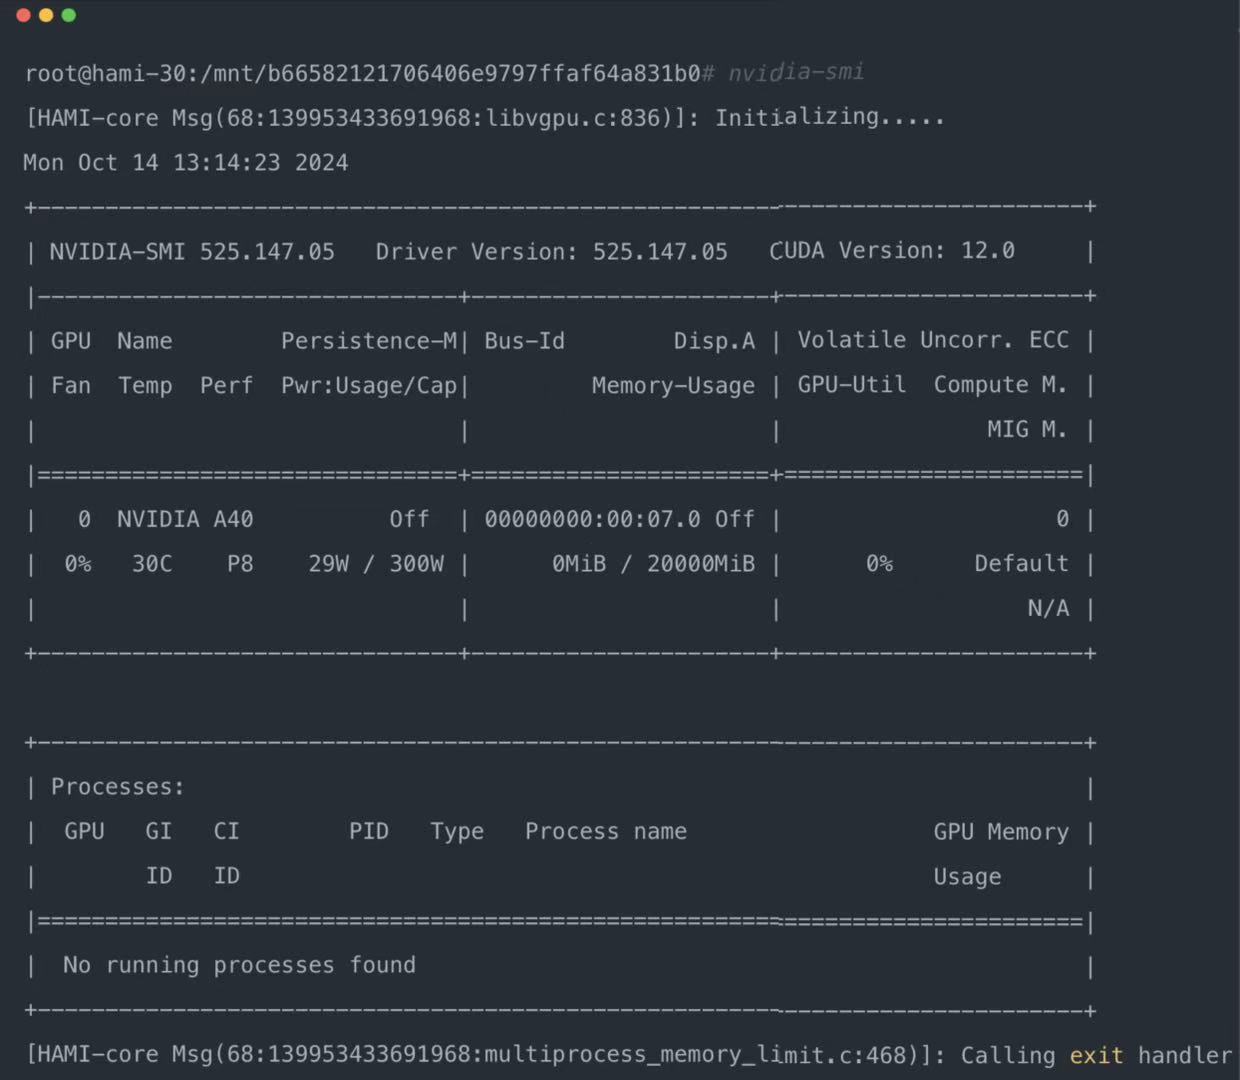 root@hami-30:/mnt/b66582121706406e9797ffaf64a831b0# nvidia-smi
[HAMI-core Msg(68:139953433691968:libvgpu.c:836)]: Initializing.....
Mon Oct 14 13:14:23 2024
+-----------------------------------------------------------------------------+
| NVIDIA-SMI 525.147.05   Driver Version: 525.147.05   CUDA Version: 12.0     |
|-------------------------------+----------------------+----------------------+
| GPU  Name        Persistence-M| Bus-Id        Disp.A | Volatile Uncorr. ECC |
| Fan  Temp  Perf  Pwr:Usage/Cap|         Memory-Usage | GPU-Util  Compute M. |
|                               |                      |               MIG M. |
|===============================+======================+======================|
|   0  NVIDIA A40          Off  | 00000000:00:07.0 Off |                    0 |
|  0%   30C    P8    29W / 300W |      0MiB / 20000MiB |      0%      Default |
|                               |                      |                  N/A |
+-------------------------------+----------------------+----------------------+

+-----------------------------------------------------------------------------+
| Processes:                                                                  |
|  GPU   GI   CI        PID   Type   Process name                  GPU Memory |
|        ID   ID                                                   Usage      |
|=============================================================================|
|  No running processes found                                                 |
+-----------------------------------------------------------------------------+
[HAMI-core Msg(68:139953433691968:multiprocess_memory_limit.c:468)]: Calling exit handler